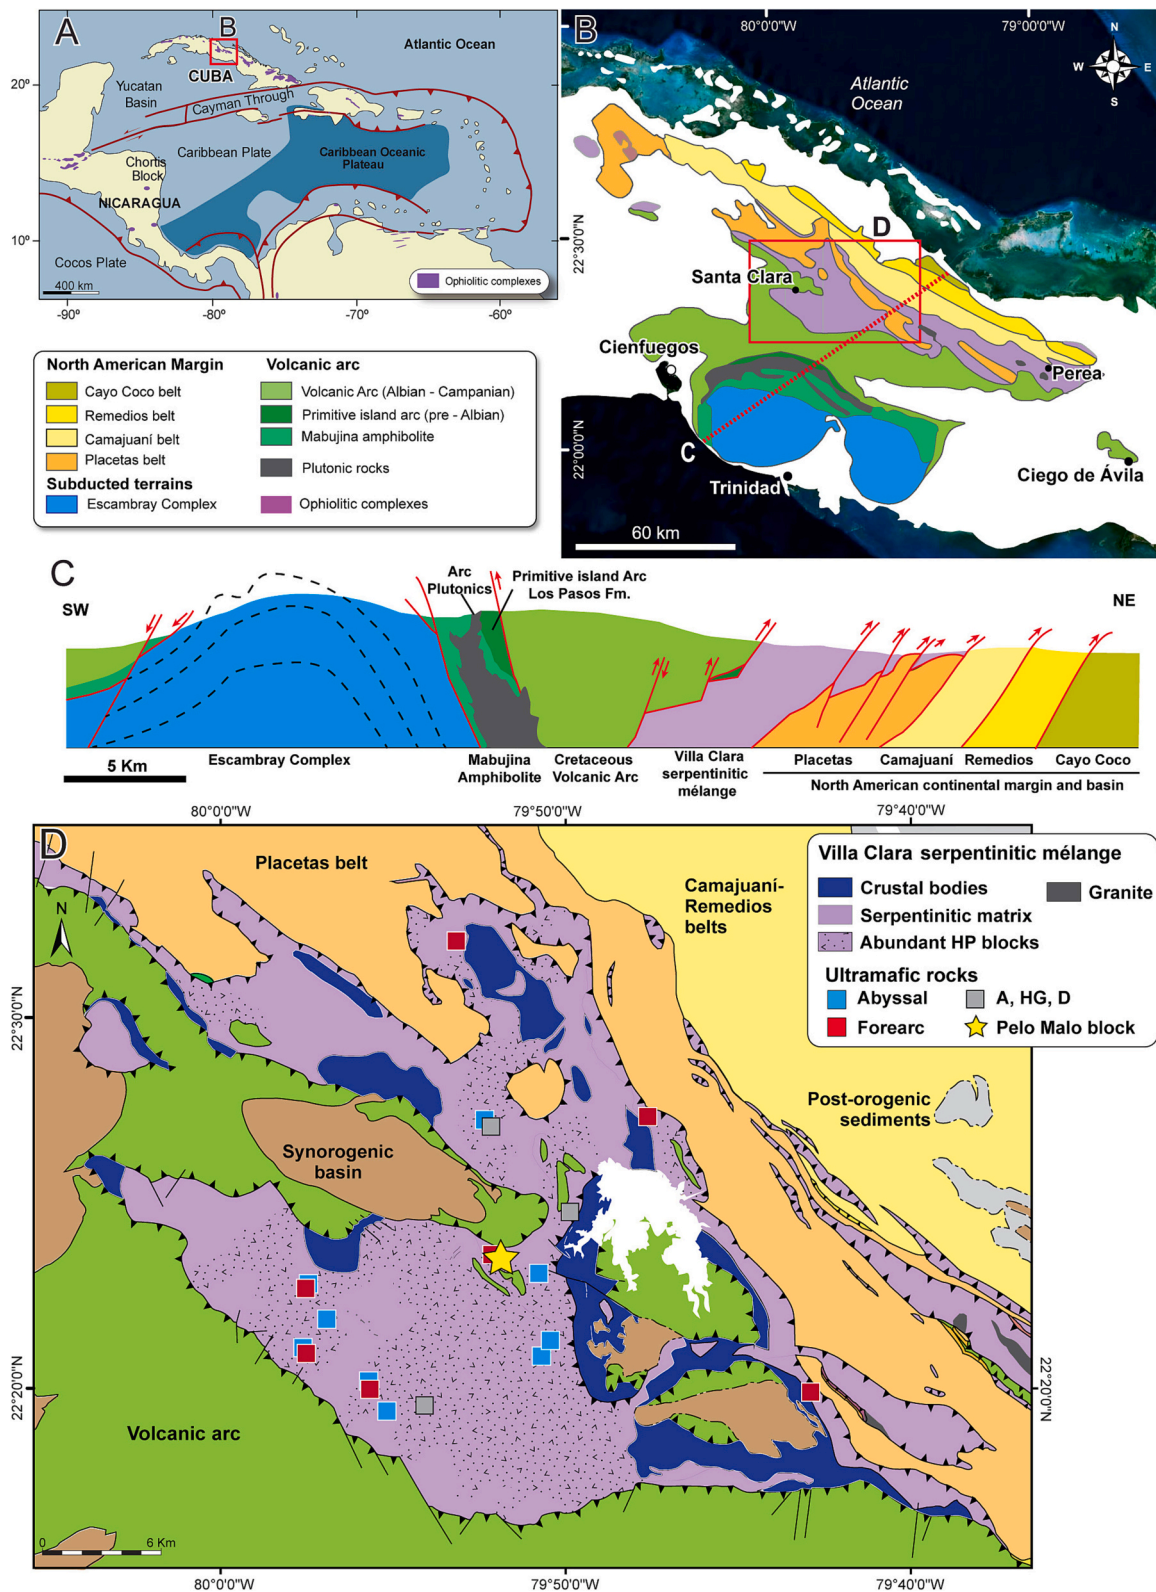 A
B
Atlantic Ocean
CUBA
20°
Yucatan
Basin
Cayman Through
Caribbean Plate
Caribbean Oceanic
Plateau
Chortis
Block
NICARAGUA
10°
Cocos Plate
400 km
Ophiolitic complexes
-90°
-80°
-70°
-60°
North American Margin
Cayo Coco belt
Remedios belt
Camajuaní belt
Placetas belt
Subducted terrains
Escambray Complex
Volcanic arc
Volcanic Arc (Albian - Campanian)
Primitive island arc (pre - Albian)
Mabujina amphibolite
Plutonic rocks
Ophiolitic complexes
B
80°0'0"W
79°00'0"W
N
W
E
S
Atlantic
Ocean
22°30'0"N
22°00'0"N
D
Santa Clara
Cienfuegos
Perea
C
Trinidad
Ciego de Ávila
60 km
C
SW
NE
Arc
Plutonics
Primitive island Arc
Los Pasos Fm.
5 Km
Escambray Complex
Mabujina
Amphibolite
Cretaceous
Volcanic Arc
Villa Clara
serpentinitic
mélange
Placetas
Camajuaní
Remedios
Cayo Coco
North American continental margin and basin
80°0'0"W
79°50'0"W
79°40'0"W
D
N
Placetas belt
Camajuaní-
Remedios
belts
Villa Clara serpentinitic mélange
Crustal bodies
Granite
Serpentinitic matrix
Abundant HP blocks
Ultramafic rocks
Abyssal
A, HG, D
Forearc
Pelo Malo block
22°30'0"N
Post-orogenic
sediments
Synorogenic
basin
22°20'0"N
22°20'0"N
Volcanic arc
0
6 Km
80°0'0"W
79°50'0"W
79°40'0"W